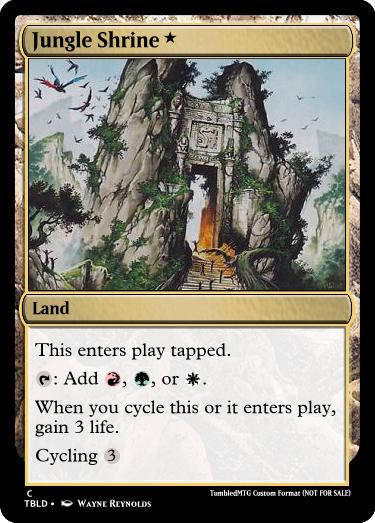 Jungle Shrine ★
Land
This enters play tapped.
: Add , , or .
When you cycle this or it enters play,
gain 3 life.
Cycling 3
C
TumbledMTG Custom Format (NOT FOR SALE)
TBLD • Wayne Reynolds